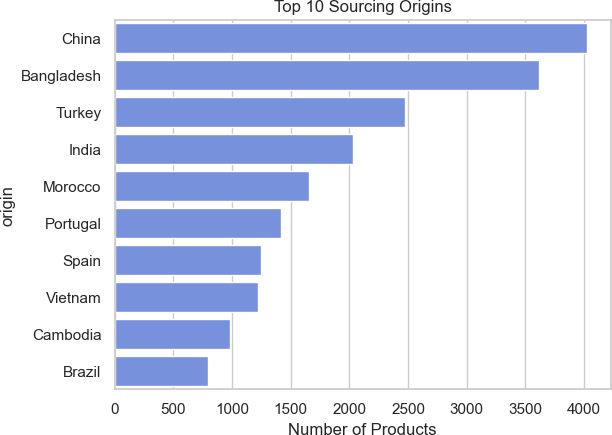 Top 10 Sourcing Origins
China
Bangladesh
Turkey
India
Morocco
Portugal
Spain
Vietnam
Cambodia
Brazil
origin
0 500 1000 1500 2000 2500 3000 3500 4000
Number of Products